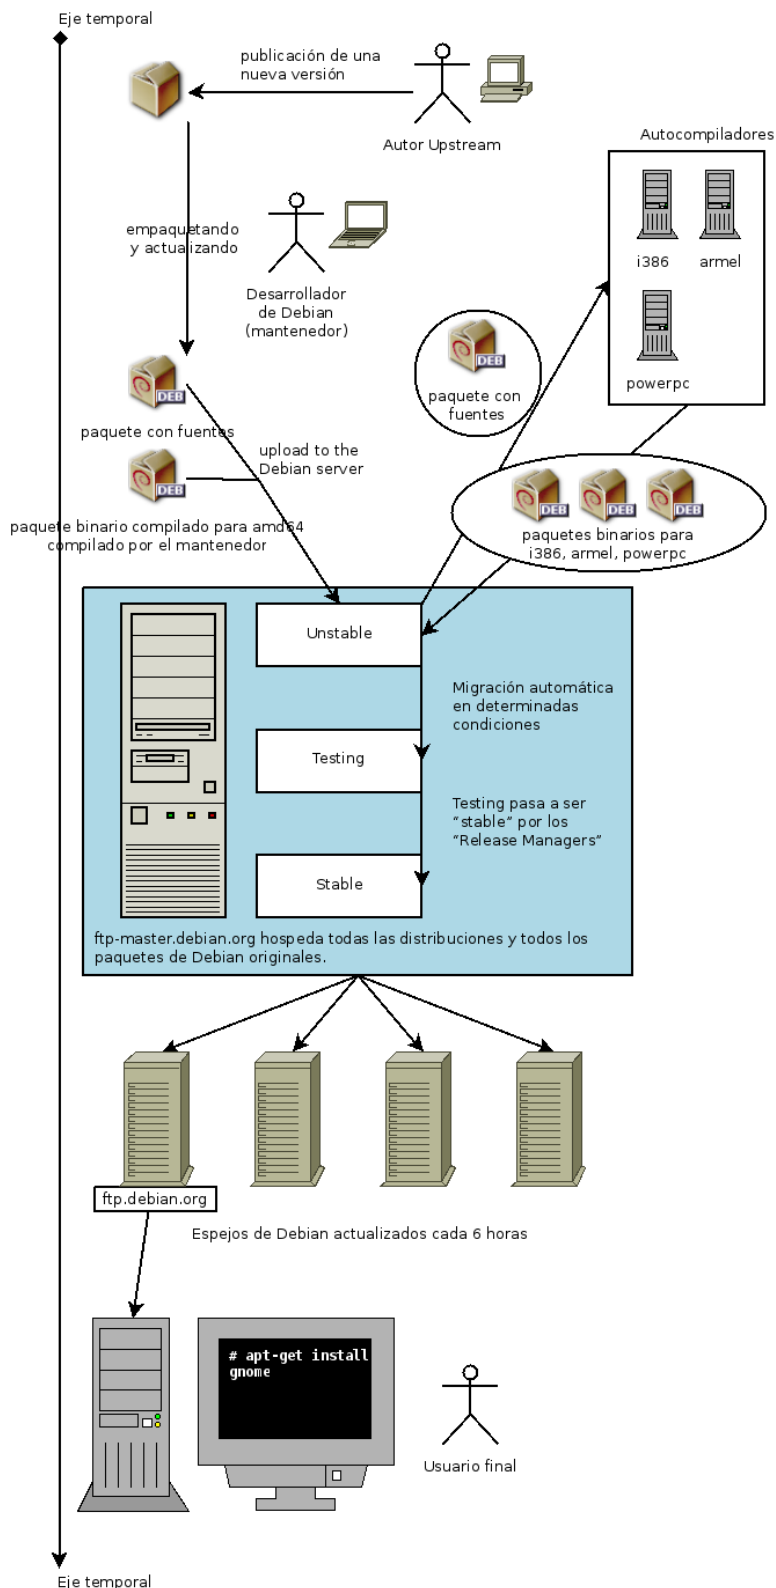 Eje temporal
publicación de una
nueva versión
Autor Upstream
Autocompiladores
i386
armel
powerpc
empaquetando
y actualizando
Desarrollador
de Debian
(mantenedor)
DEB
paquete con
fuentes
DEB
paquete con fuentes
upload to the
Debian server
DEB
paquete binario compilado para amd64
compilado por el mantenedor
DEB
DEB
DEB
paquetes binarios para
i386, armel, powerpc
Unstable
Migración automática
en determinadas
condiciones
Testing
Testing pasa a ser
“stable” por los
“Release Managers”
Stable
ftp-master.debian.org hospeda todas las distribuciones y todos los
paquetes de Debian originales.
ftp.debian.org
Espejos de Debian actualizados cada 6 horas
# apt-get install
gnome
Usuario final
Eje temporal